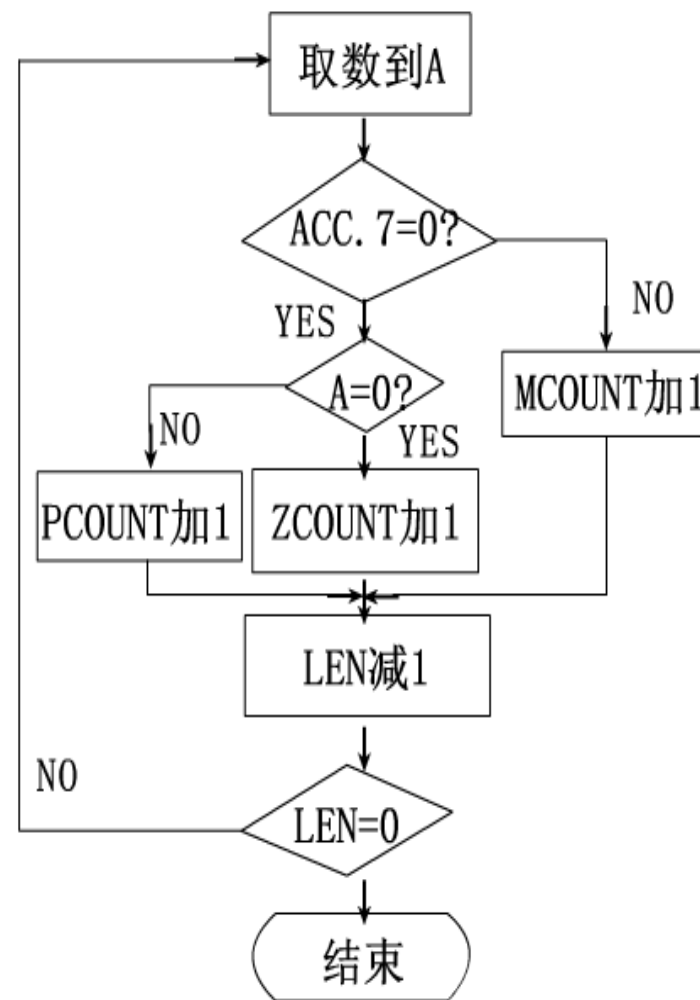 取数到A
ACC. 7=0?
YES
NO
A=0?
MCOUNT加1
NO
YES
PCOUNT加1
ZCOUNT加1
LEN减1
NO
LEN=0
结束